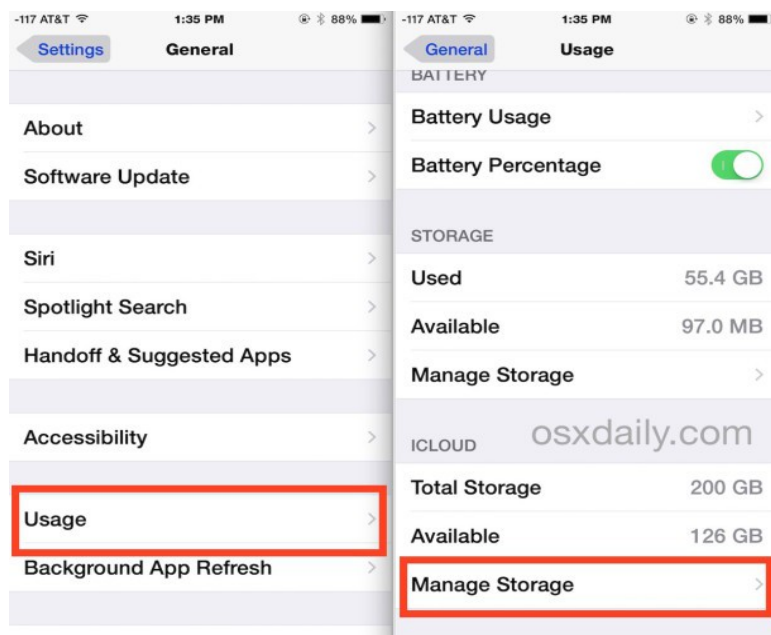 -117 AT&T 1:35 PM 88%
Settings General
About
Software Update
Siri
Spotlight Search
Handoff & Suggested Apps
Accessibility
Usage
Background App Refresh
-117 AT&T 1:35 PM 88%
General Usage
BATTERY
Battery Usage
Battery Percentage
STORAGE
Used 55.4 GB
Available 97.0 MB
Manage Storage
osxdaily.com
ICLOUD
Total Storage 200 GB
Available 126 GB
Manage Storage